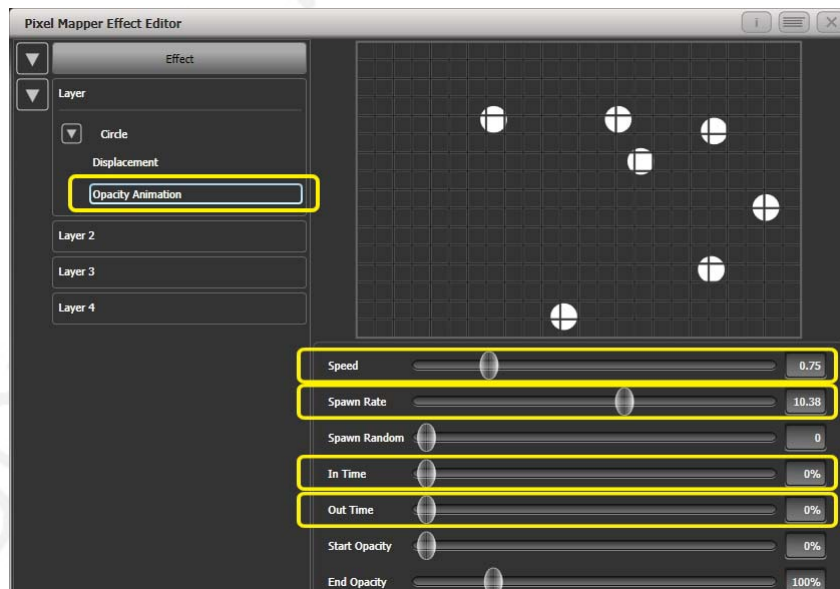 Pixel Mapper Effect Editor
Effect
Layer
Circle
Displacement
Opacity Animation
Layer 2
Layer 3
Layer 4
Speed 0.75
Spawn Rate 10.38
Spawn Random 0
In Time 0%
Out Time 0%
Start Opacity 0%
End Opacity 100%